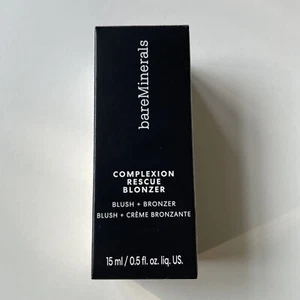 bareMinerals
COMPLEXION
RESCUE
BLONZER
BLUSH + BRONZER
BLUSH + CRÈME BRONZANTE
15 ml / 0.5 fl. oz. liq. US.